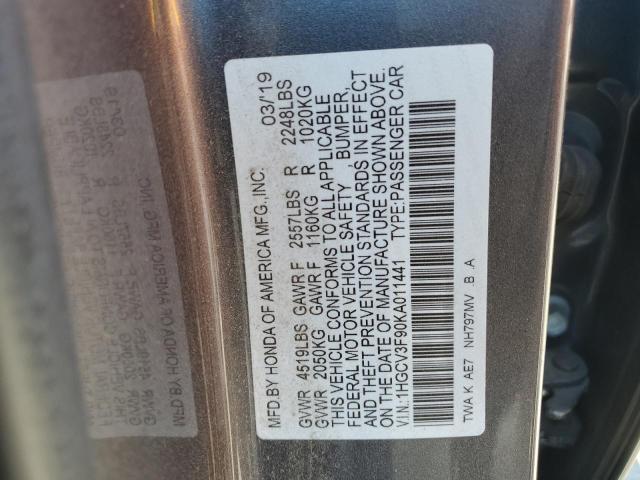 MFD.BY HONDA OF AMERICA MFG.,INC. 03/19
GVWR 4519LBS GAWR F 2557LBS R 2248LBS
GVWR 2050KG GAWR F 1160KG R 1020KG
THIS VEHICLE CONFORMS TO ALL APPLICABLE
FEDERAL MOTOR VEHICLE SAFETY , BUMPER,
AND THEFT PREVENTION STANDARDS IN EFFECT
ON THE DATE OF MANUFACTURE SHOWN ABOVE.
V.I.N.:1HGCV3F90KA011441 TYPE:PASSENGER CAR
TWA K AE7 NH797MV B .A